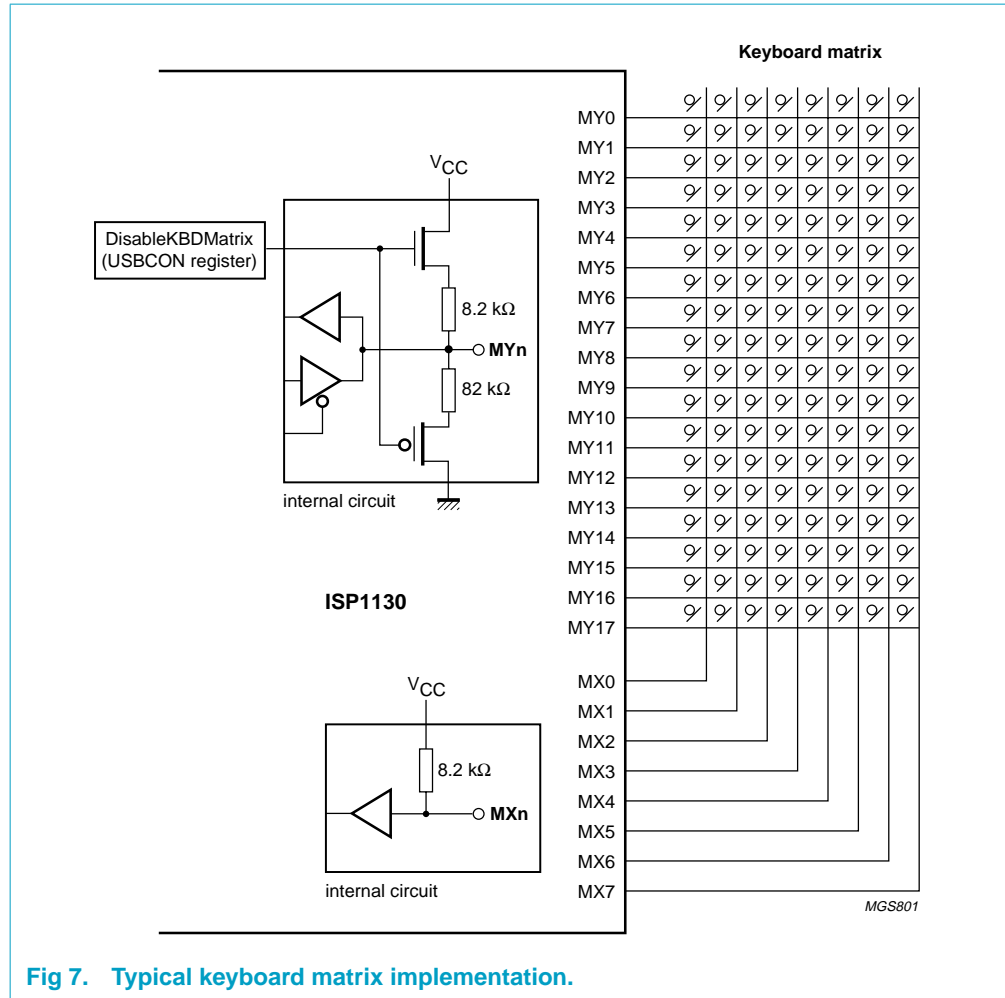 Keyboard matrix
MY0
MY1
MY2
MY3
MY4
MY5
MY6
MY7
MY8
MY9
MY10
MY11
MY12
MY13
MY14
MY15
MY16
MY17
VCC
DisableKBDMatrix
(USBCON register)
8.2 kΩ
MYn
82 kΩ
internal circuit
ISP1130
MX0
MX1
MX2
MX3
MX4
MX5
MX6
MX7
VCC
8.2 kΩ
MXn
internal circuit
MGS801
Fig 7. Typical keyboard matrix implementation.